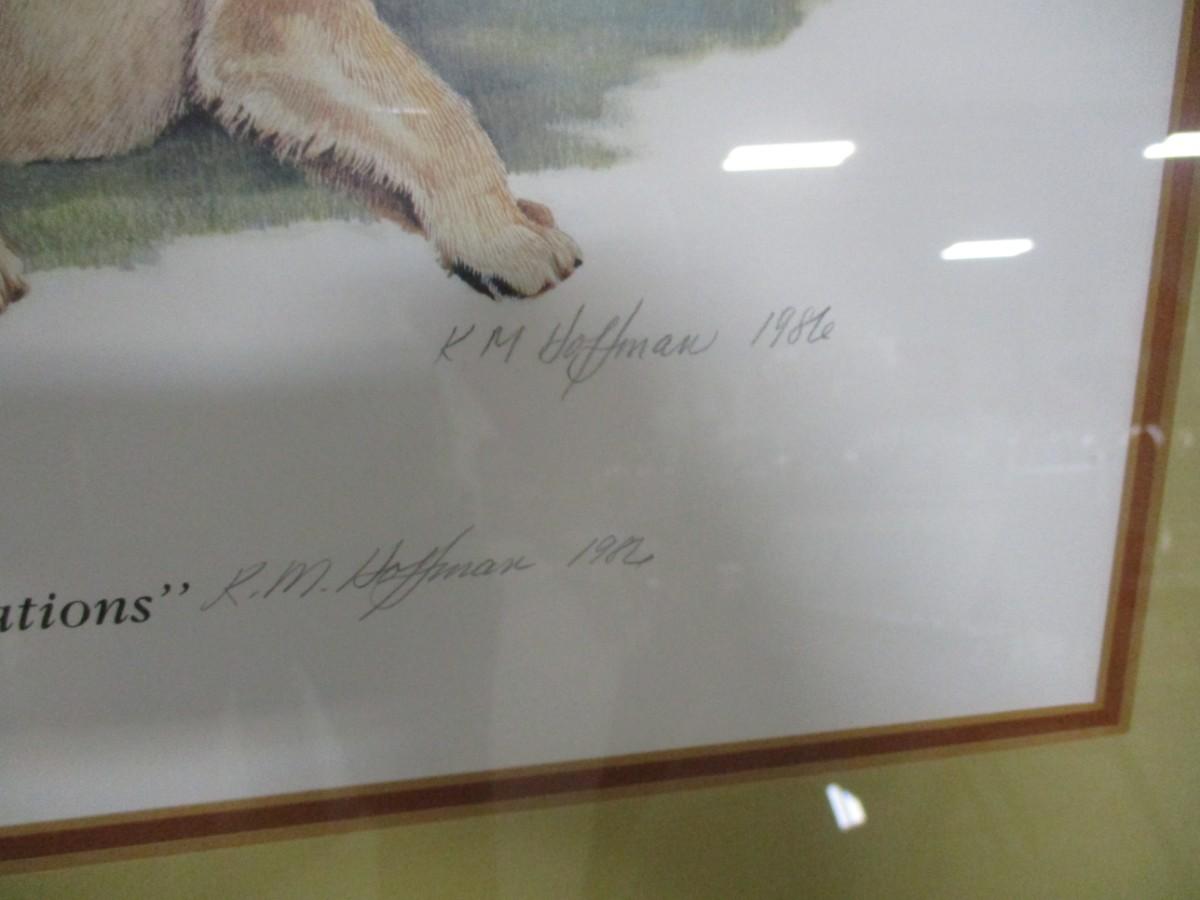 K M Hoffman 1986
ations” R.M. Hoffman 1986